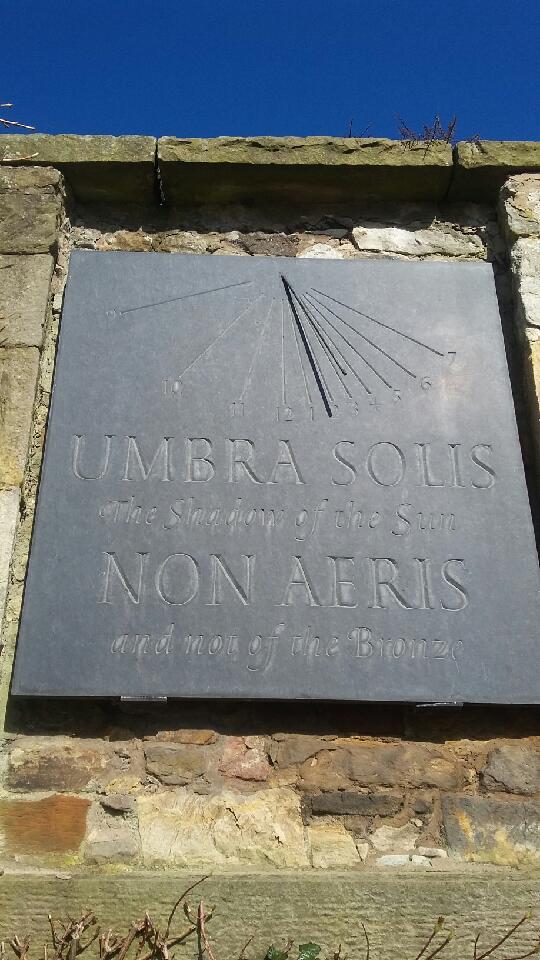 9 10 11 12 1 2 3 4 5 6 7
UMBRA SOLIS
The Shadow of the Sun
NON AERIS
and not of the Bronze